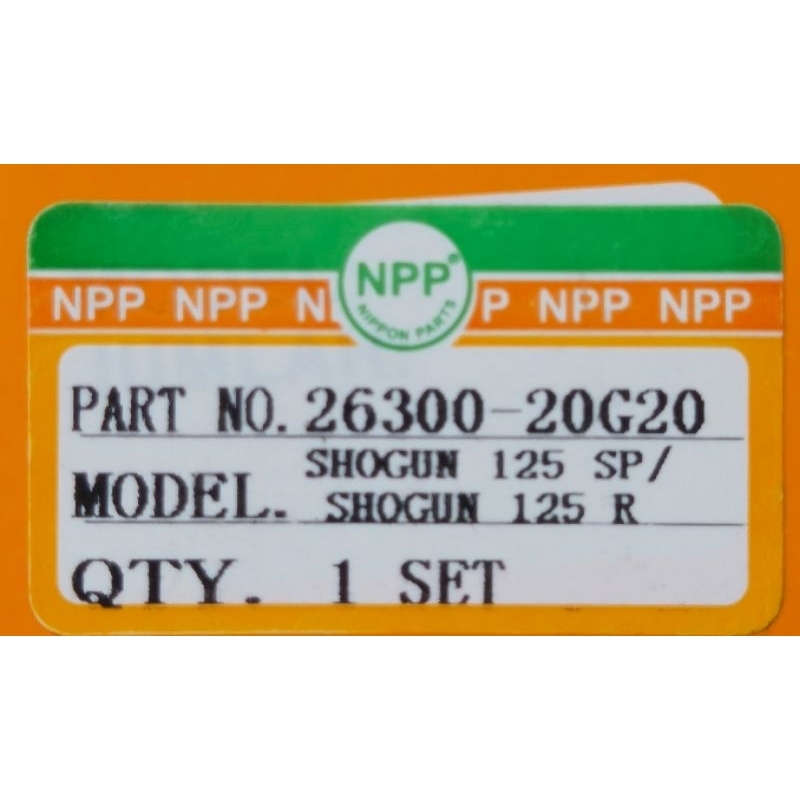 NPP NPP N P NPP NPP
NPP®
NIPPON PARTS
PART NO. 26300-20G20
MODEL. SHOGUN 125 SP/
SHOGUN 125 R
QTY. 1 SET